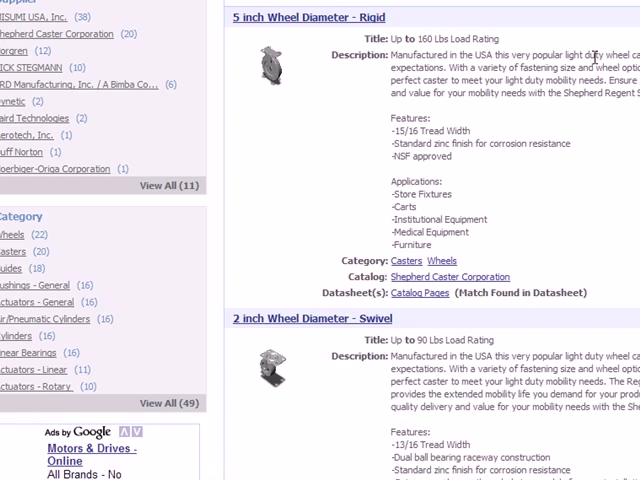 MISUMI USA, Inc. (38)
Shepherd Caster Corporation (20)
Norgren (12)
SICK STEGMANN (10)
PRD Manufacturing, Inc. / A Bimba Co... (6)
Dynetic (2)
Laird Technologies (2)
Aerotech, Inc. (1)
Duff Norton (1)
Hoerbiger-Origa Corporation (1)
View All (11)
Category
Wheels (22)
Casters (20)
Guides (18)
Bushings - General (16)
Actuators - General (16)
Air/Pneumatic Cylinders (16)
Cylinders (16)
Linear Bearings (16)
Actuators - Linear (11)
Actuators - Rotary (10)
View All (49)
Ads by Google
Motors & Drives -
Online
All Brands - No
5 inch Wheel Diameter - Rigid
Title: Up to 160 Lbs Load Rating
Description: Manufactured in the USA this very popular light duty wheel ca
expectations. With a variety of fastening size and wheel optio
perfect caster to meet your light duty mobility needs. Ensure
and value for your mobility needs with the Shepherd Regent S
Features:
-15/16 Tread Width
-Standard zinc finish for corrosion resistance
-NSF approved
Applications:
-Store Fixtures
-Carts
-Institutional Equipment
-Medical Equipment
-Furniture
Category: Casters Wheels
Catalog: Shepherd Caster Corporation
Datasheet(s): Catalog Pages (Match Found in Datasheet)
2 inch Wheel Diameter - Swivel
Title: Up to 90 Lbs Load Rating
Description: Manufactured in the USA this very popular light duty wheel ca
expectations. With a variety of fastening size and wheel optio
perfect caster to meet your light duty mobility needs. The Reg
provides the extended mobility life you demand for your produ
quality delivery and value for your mobility needs with the She
Features:
-13/16 Tread Width
-Dual ball bearing raceway construction
-Standard zinc finish for corrosion resistance